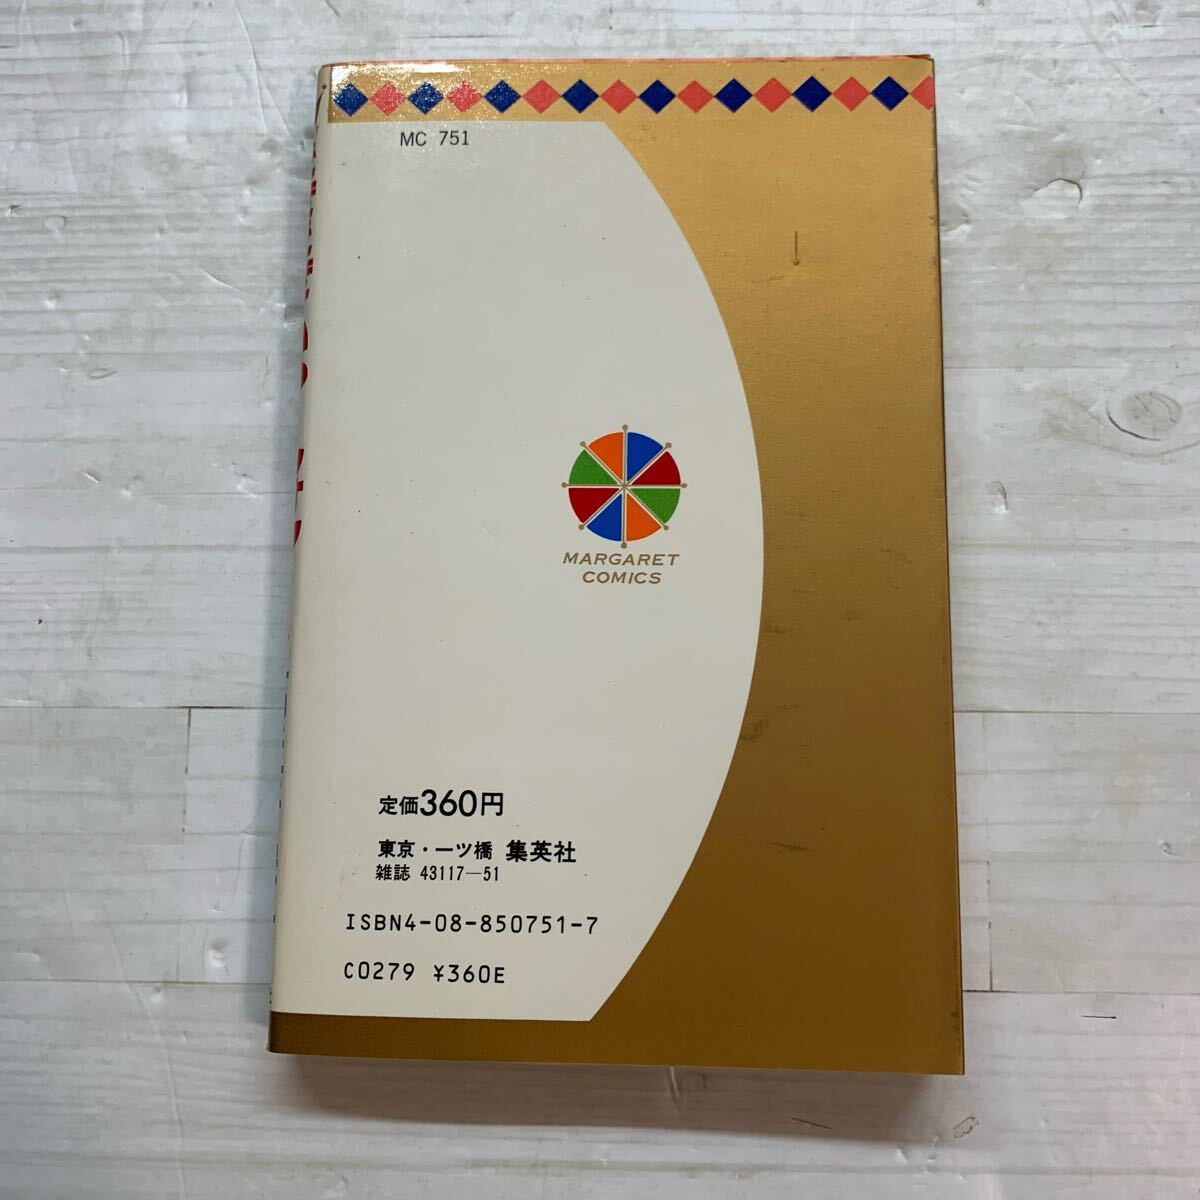 MC 751
MARGARET
COMICS
定価360円
東京・一ツ橋 集英社
雑誌 43117—51
ISBN4-08-850751-7
C0279 ¥360E